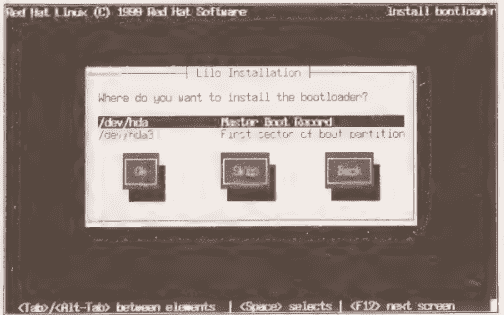 Red Hat Linux (C) 1999 Red Hat Software Install bootloader
Lilo Installation
Where do you want to install the bootloader?
/dev/hda Master Boot Record
/dev/hda3 First sector of boot partition
Ok Skip Back
<Tab>/<Alt-Tab> between elements | <Space> selects | <F12> next screen